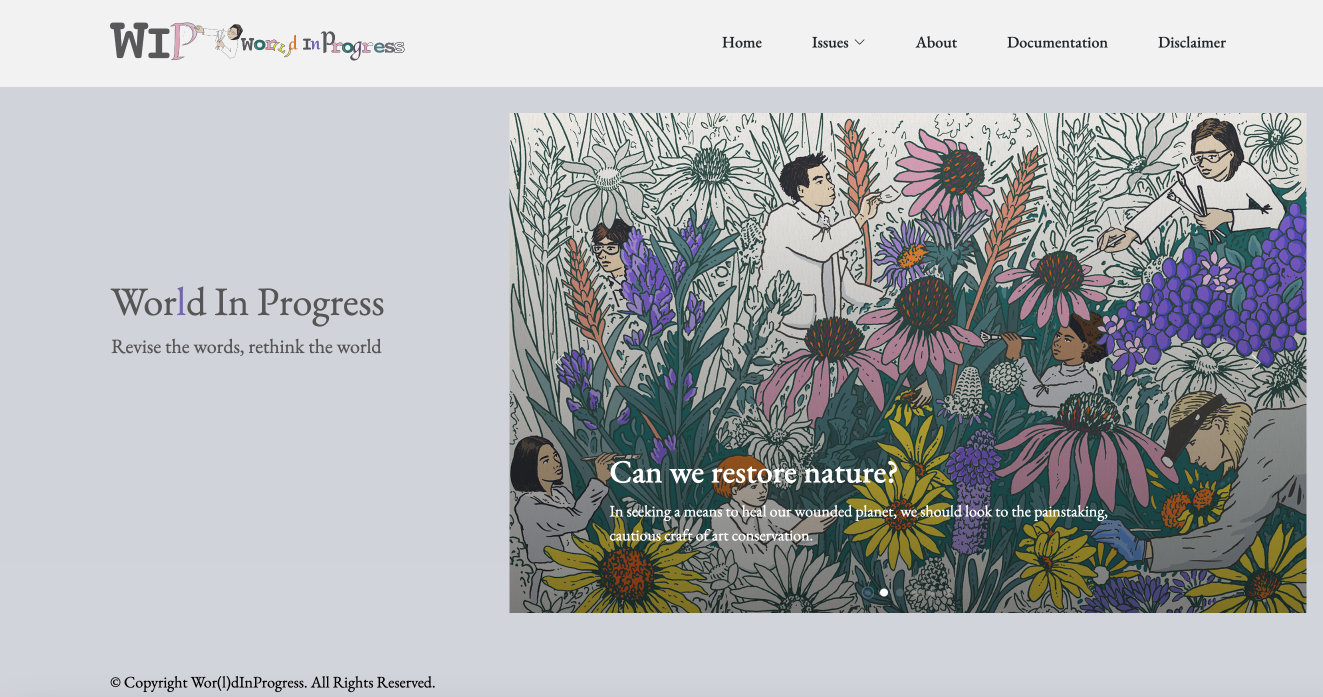 WIP World In Progress
Home
Issues
About
Documentation
Disclaimer
World In Progress
Revise the words, rethink the world
Can we restore nature?
In seeking a means to heal our wounded planet, we should look to the painstaking,
cautious craft of art conservation.
© Copyright Wor(l)dInProgress. All Rights Reserved.